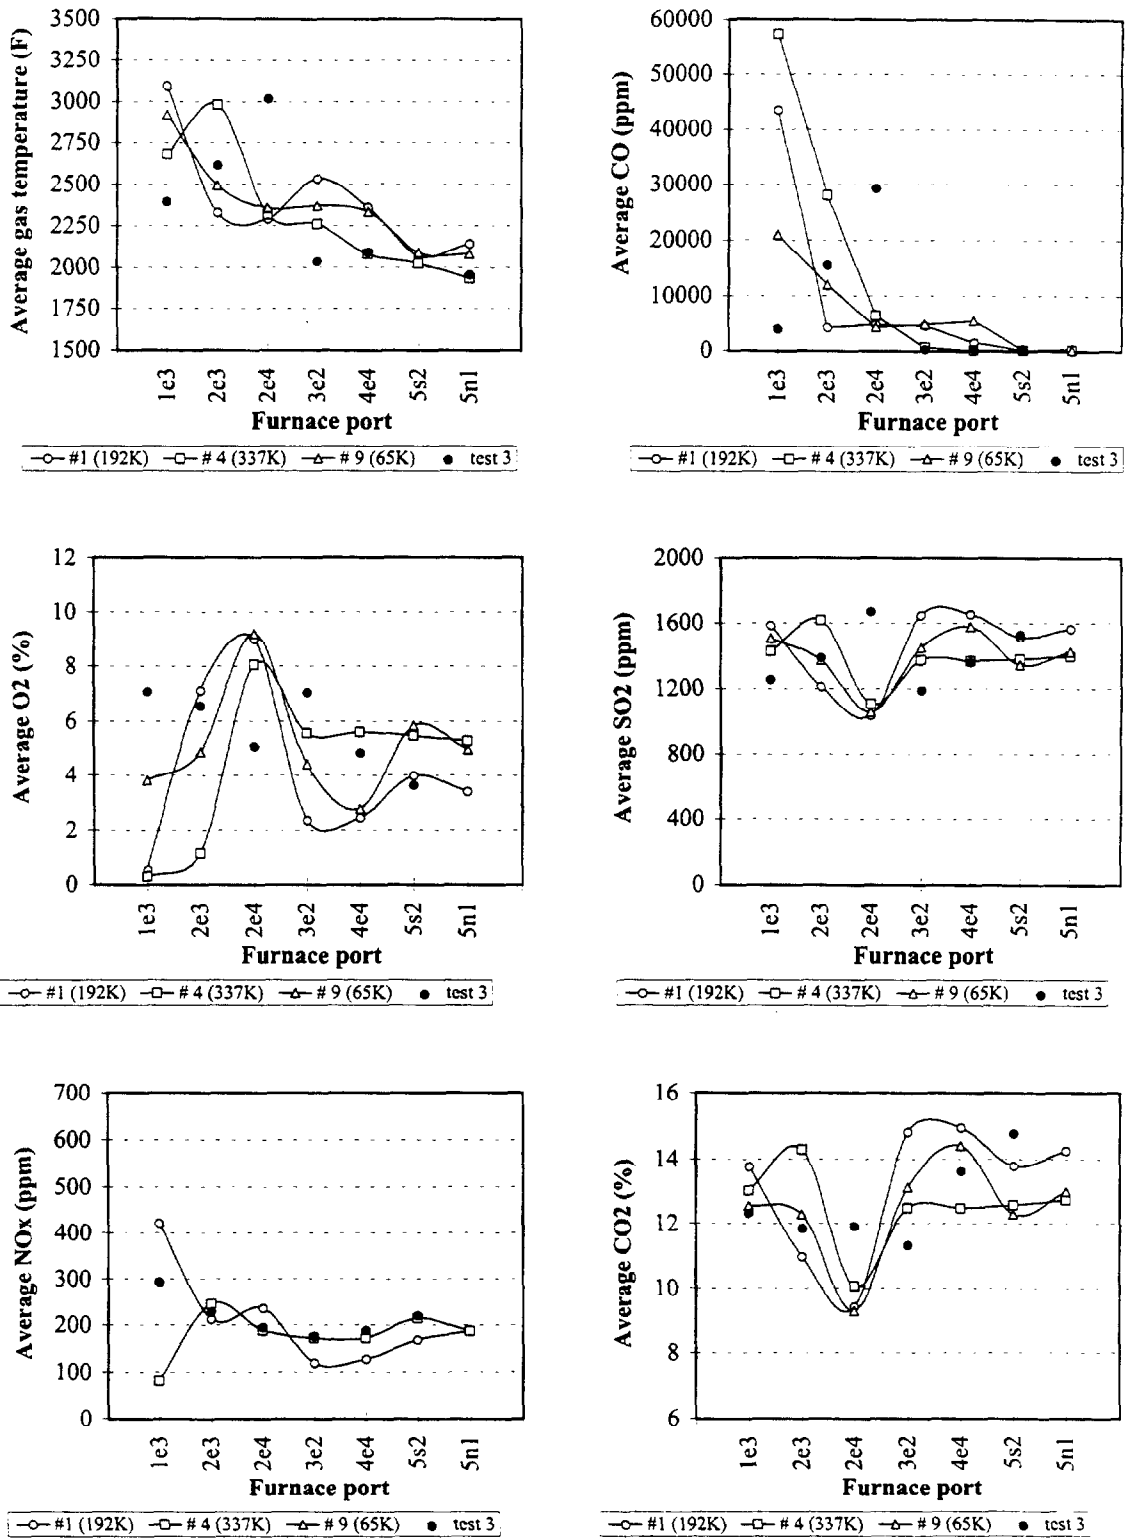 Average gas temperature (F)
3500
3250
3000
2750
2500
2250
2000
1750
1500
1e3 2e3 2e4 3e2 4e4 5s2 5n1
Furnace port
#1 (192K) # 4 (337K) # 9 (65K) test 3
Average CO (ppm)
60000
50000
40000
30000
20000
10000
0
1e3 2e3 2e4 3e2 4e4 5s2 5n1
Furnace port
#1 (192K) # 4 (337K) # 9 (65K) test 3
Average O2 (%)
12
10
8
6
4
2
0
1e3 2e3 2e4 3e2 4e4 5s2 5n1
Furnace port
#1 (192K) # 4 (337K) # 9 (65K) test 3
Average SO2 (ppm)
2000
1600
1200
800
400
0
1e3 2e3 2e4 3e2 4e4 5s2 5n1
Furnace port
#1 (192K) # 4 (337K) # 9 (65K) test 3
Average NOx (ppm)
700
600
500
400
300
200
100
0
1e3 2e3 2e4 3e2 4e4 5s2 5n1
Furnace port
#1 (192K) # 4 (337K) # 9 (65K) test 3
Average CO2 (%)
16
14
12
10
8
6
1e3 2e3 2e4 3e2 4e4 5s2 5n1
Furnace port
#1 (192K) # 4 (337K) # 9 (65K) test 3